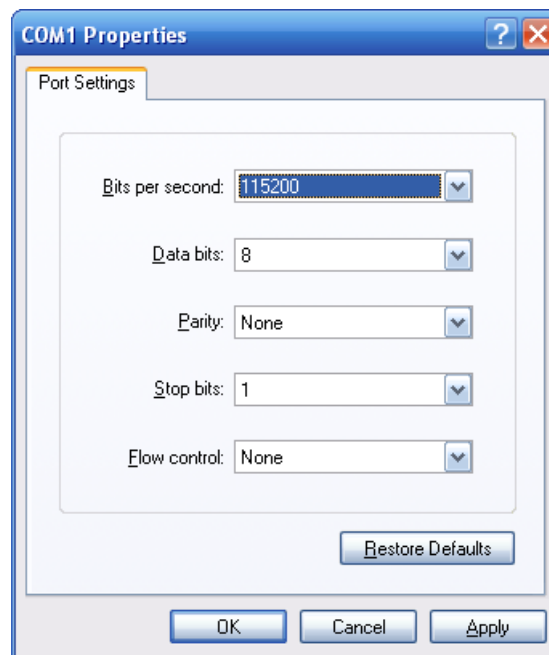 COM1 Properties
Port Settings
Bits per second: 115200
Data bits: 8
Parity: None
Stop bits: 1
Flow control: None
Restore Defaults
OK Cancel Apply